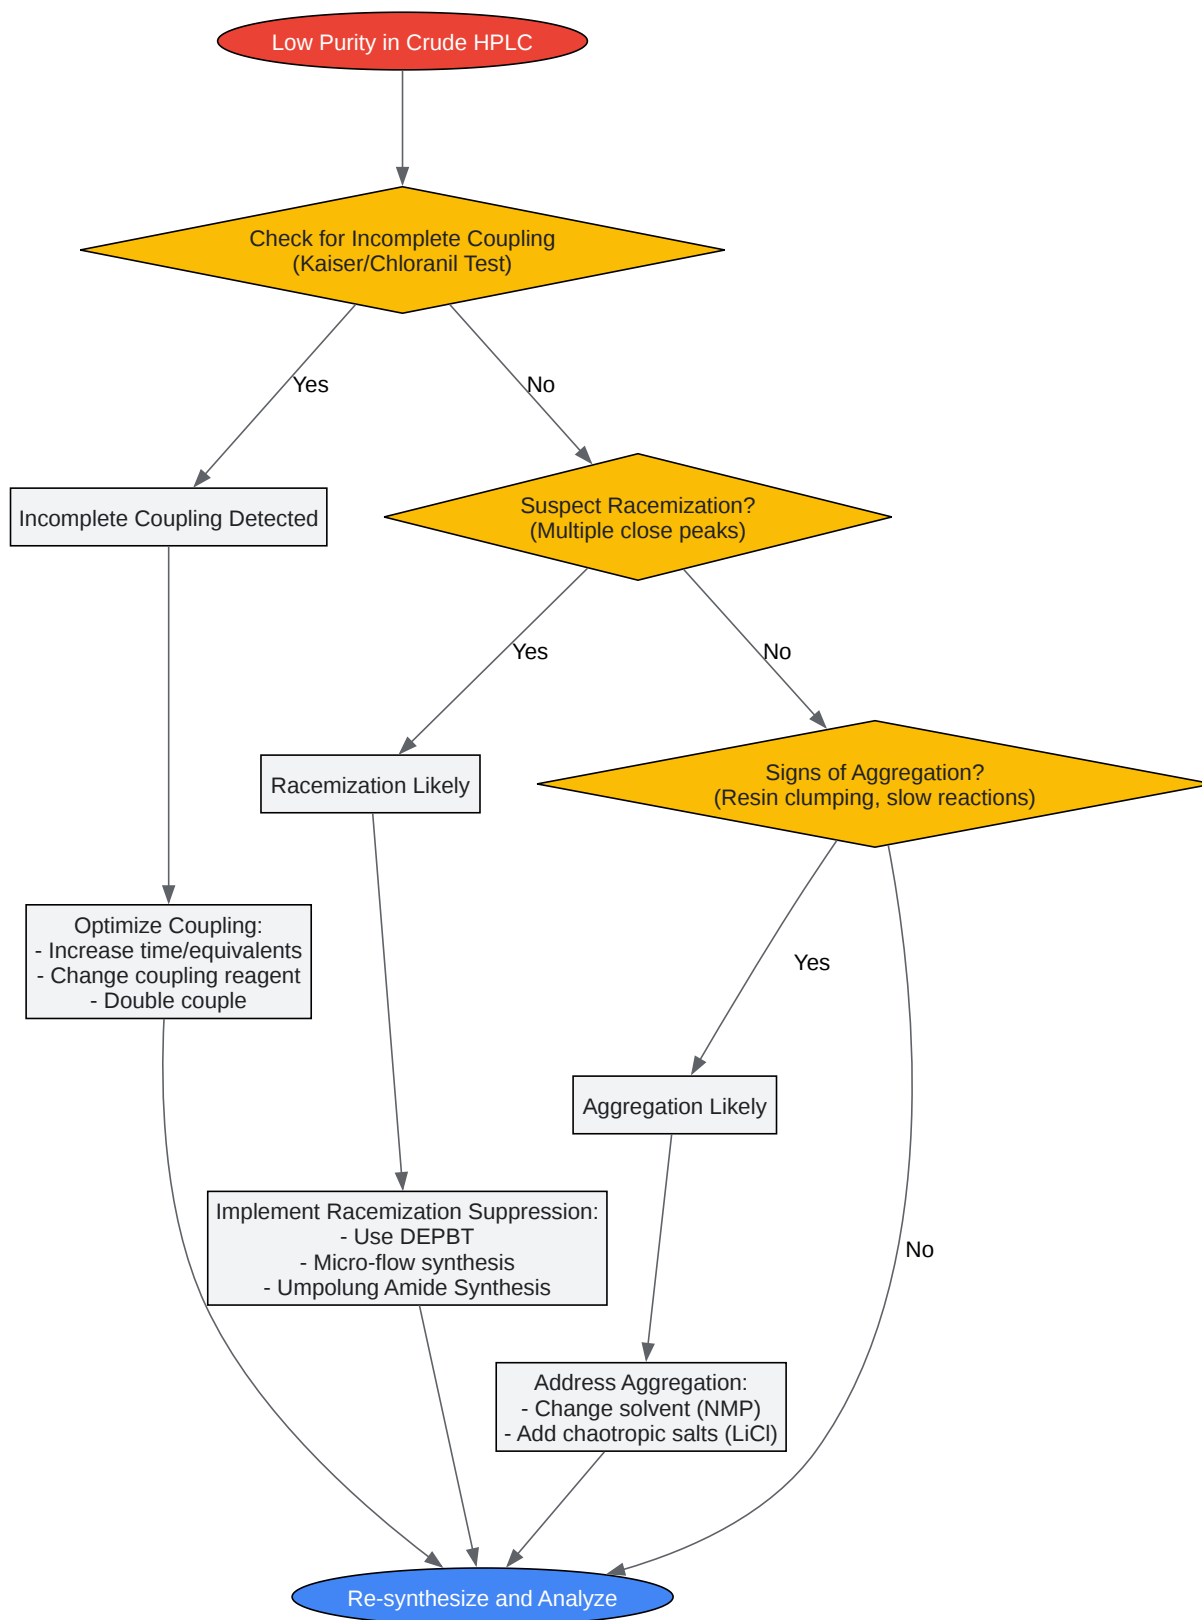 Low Purity in Crude HPLC
Check for Incomplete Coupling
(Kaiser/Chloranil Test)
Yes
No
Incomplete Coupling Detected
Suspect Racemization?
(Multiple close peaks)
Yes
No
Racemization Likely
Signs of Aggregation?
(Resin clumping, slow reactions)
Optimize Coupling:
- Increase time/equivalents
- Change coupling reagent
- Double couple
Yes
Aggregation Likely
Implement Racemization Suppression:
- Use DEPBT
- Micro-flow synthesis
- Umpolung Amide Synthesis
No
Address Aggregation:
- Change solvent (NMP)
- Add chaotropic salts (LiCl)
Re-synthesize and Analyze